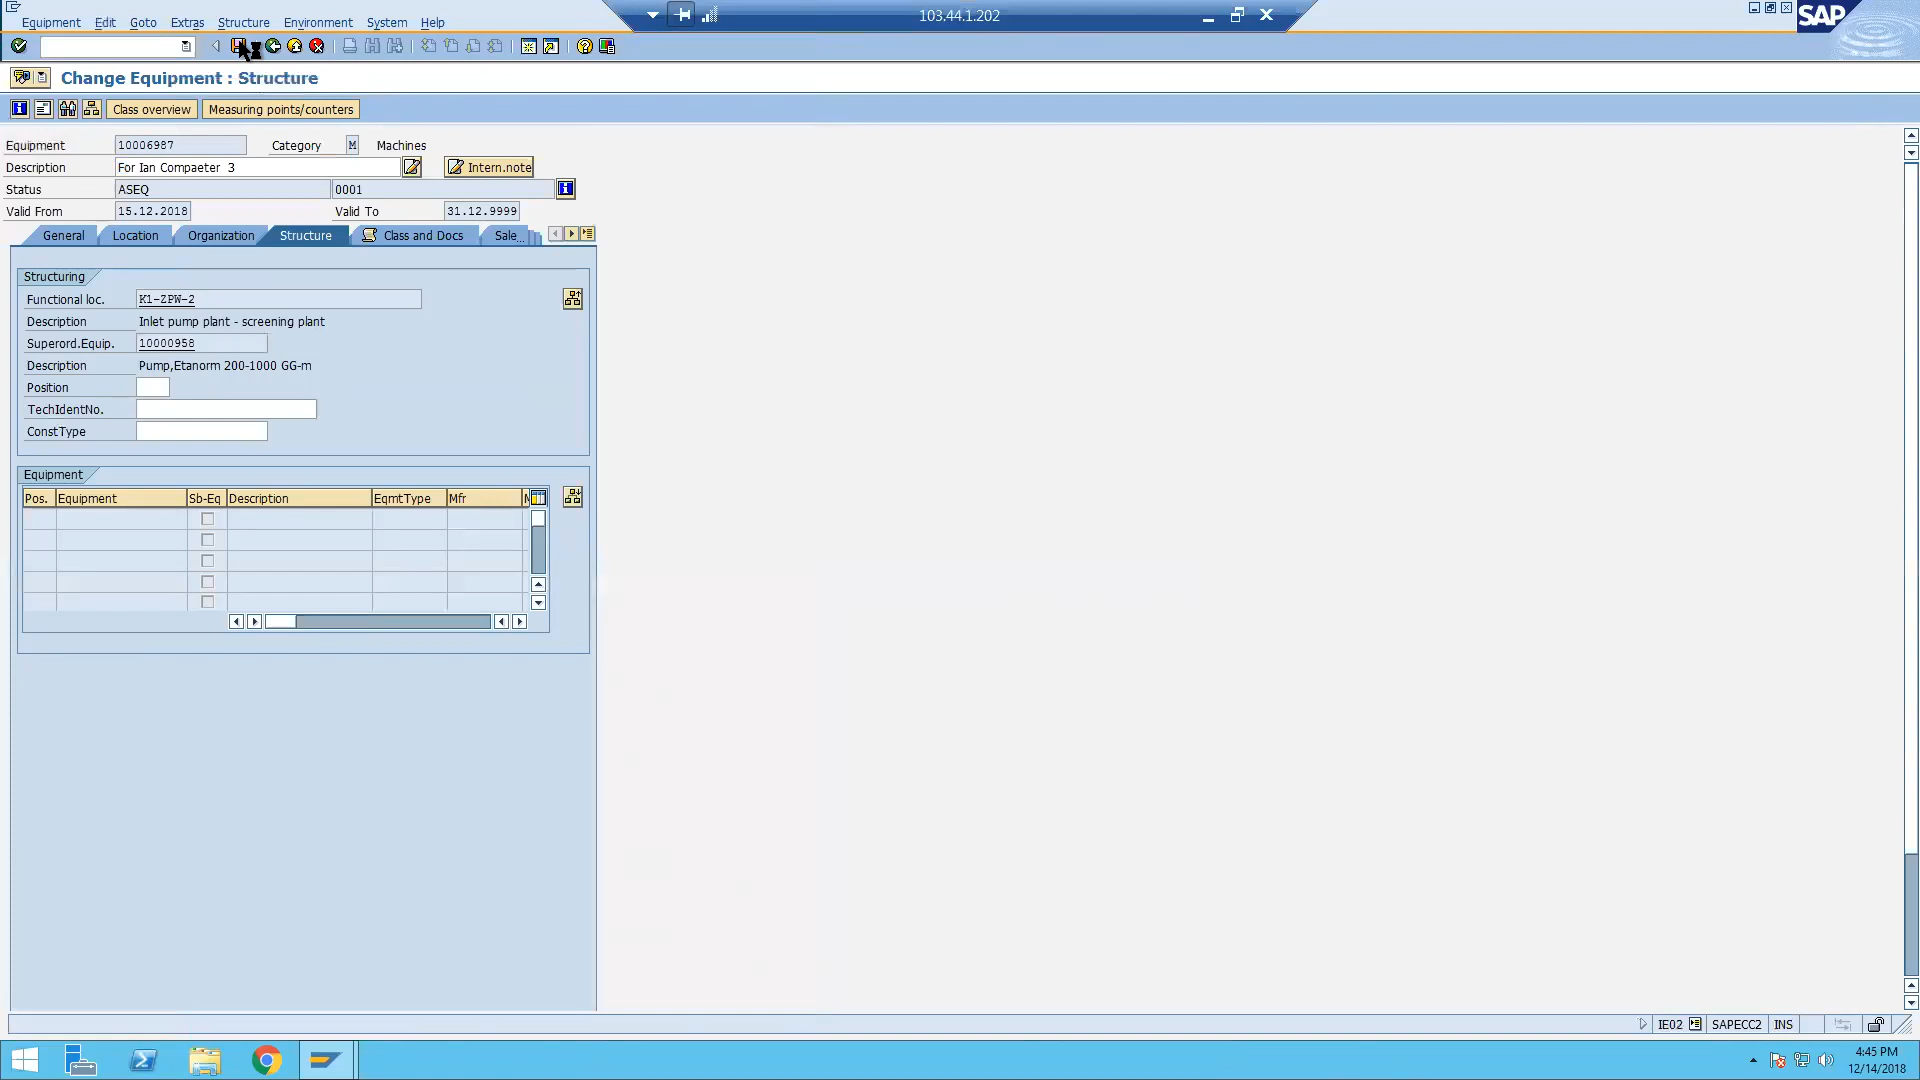 Equipment Edit Goto Extras Structure Environment System Help
103.44.1.202
SAP
Change Equipment : Structure
Class overview Measuring points/counters
Equipment 10006987 Category M Machines
Description For Ian Compaeter 3 Intern.note
Status ASEQ 0001
Valid From 15.12.2018 Valid To 31.12.9999
General Location Organization Structure Class and Docs Sale...
Structuring
Functional loc. K1-ZPW-2
Description Inlet pump plant - screening plant
Superord.Equip. 10000958
Description Pump,Etanorm 200-1000 GG-m
Position
TechIdentNo.
ConstType
Equipment
Pos. Equipment Sb-Eq Description EqmtType Mfr
IE02 SAPECC2 INS
4:45 PM
12/14/2018